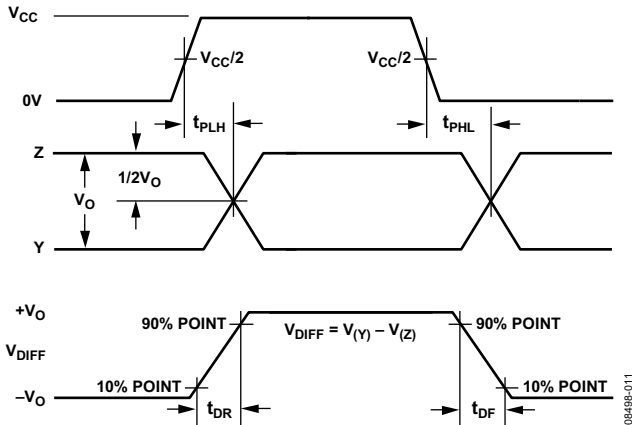 VCC
VCC/2
VCC/2
0V
tPLH
tPHL
Z
1/2VO
VO
Y
+VO
90% POINT
VDIFF = V(Y) – V(Z)
90% POINT
VDIFF
10% POINT
10% POINT
–VO
tDR
tDF
08498-011